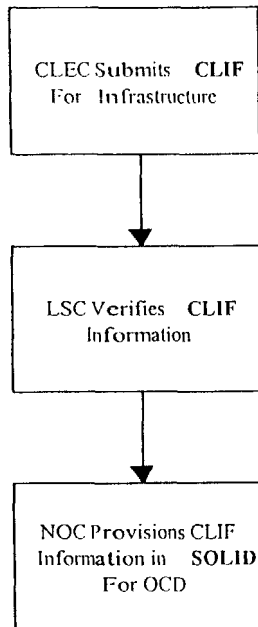 CLEC Submits CLIF
For Infrastructure
LSC Verifies CLIF
Information
NOC Provisions CLIF
Information in SOLID
For OCD